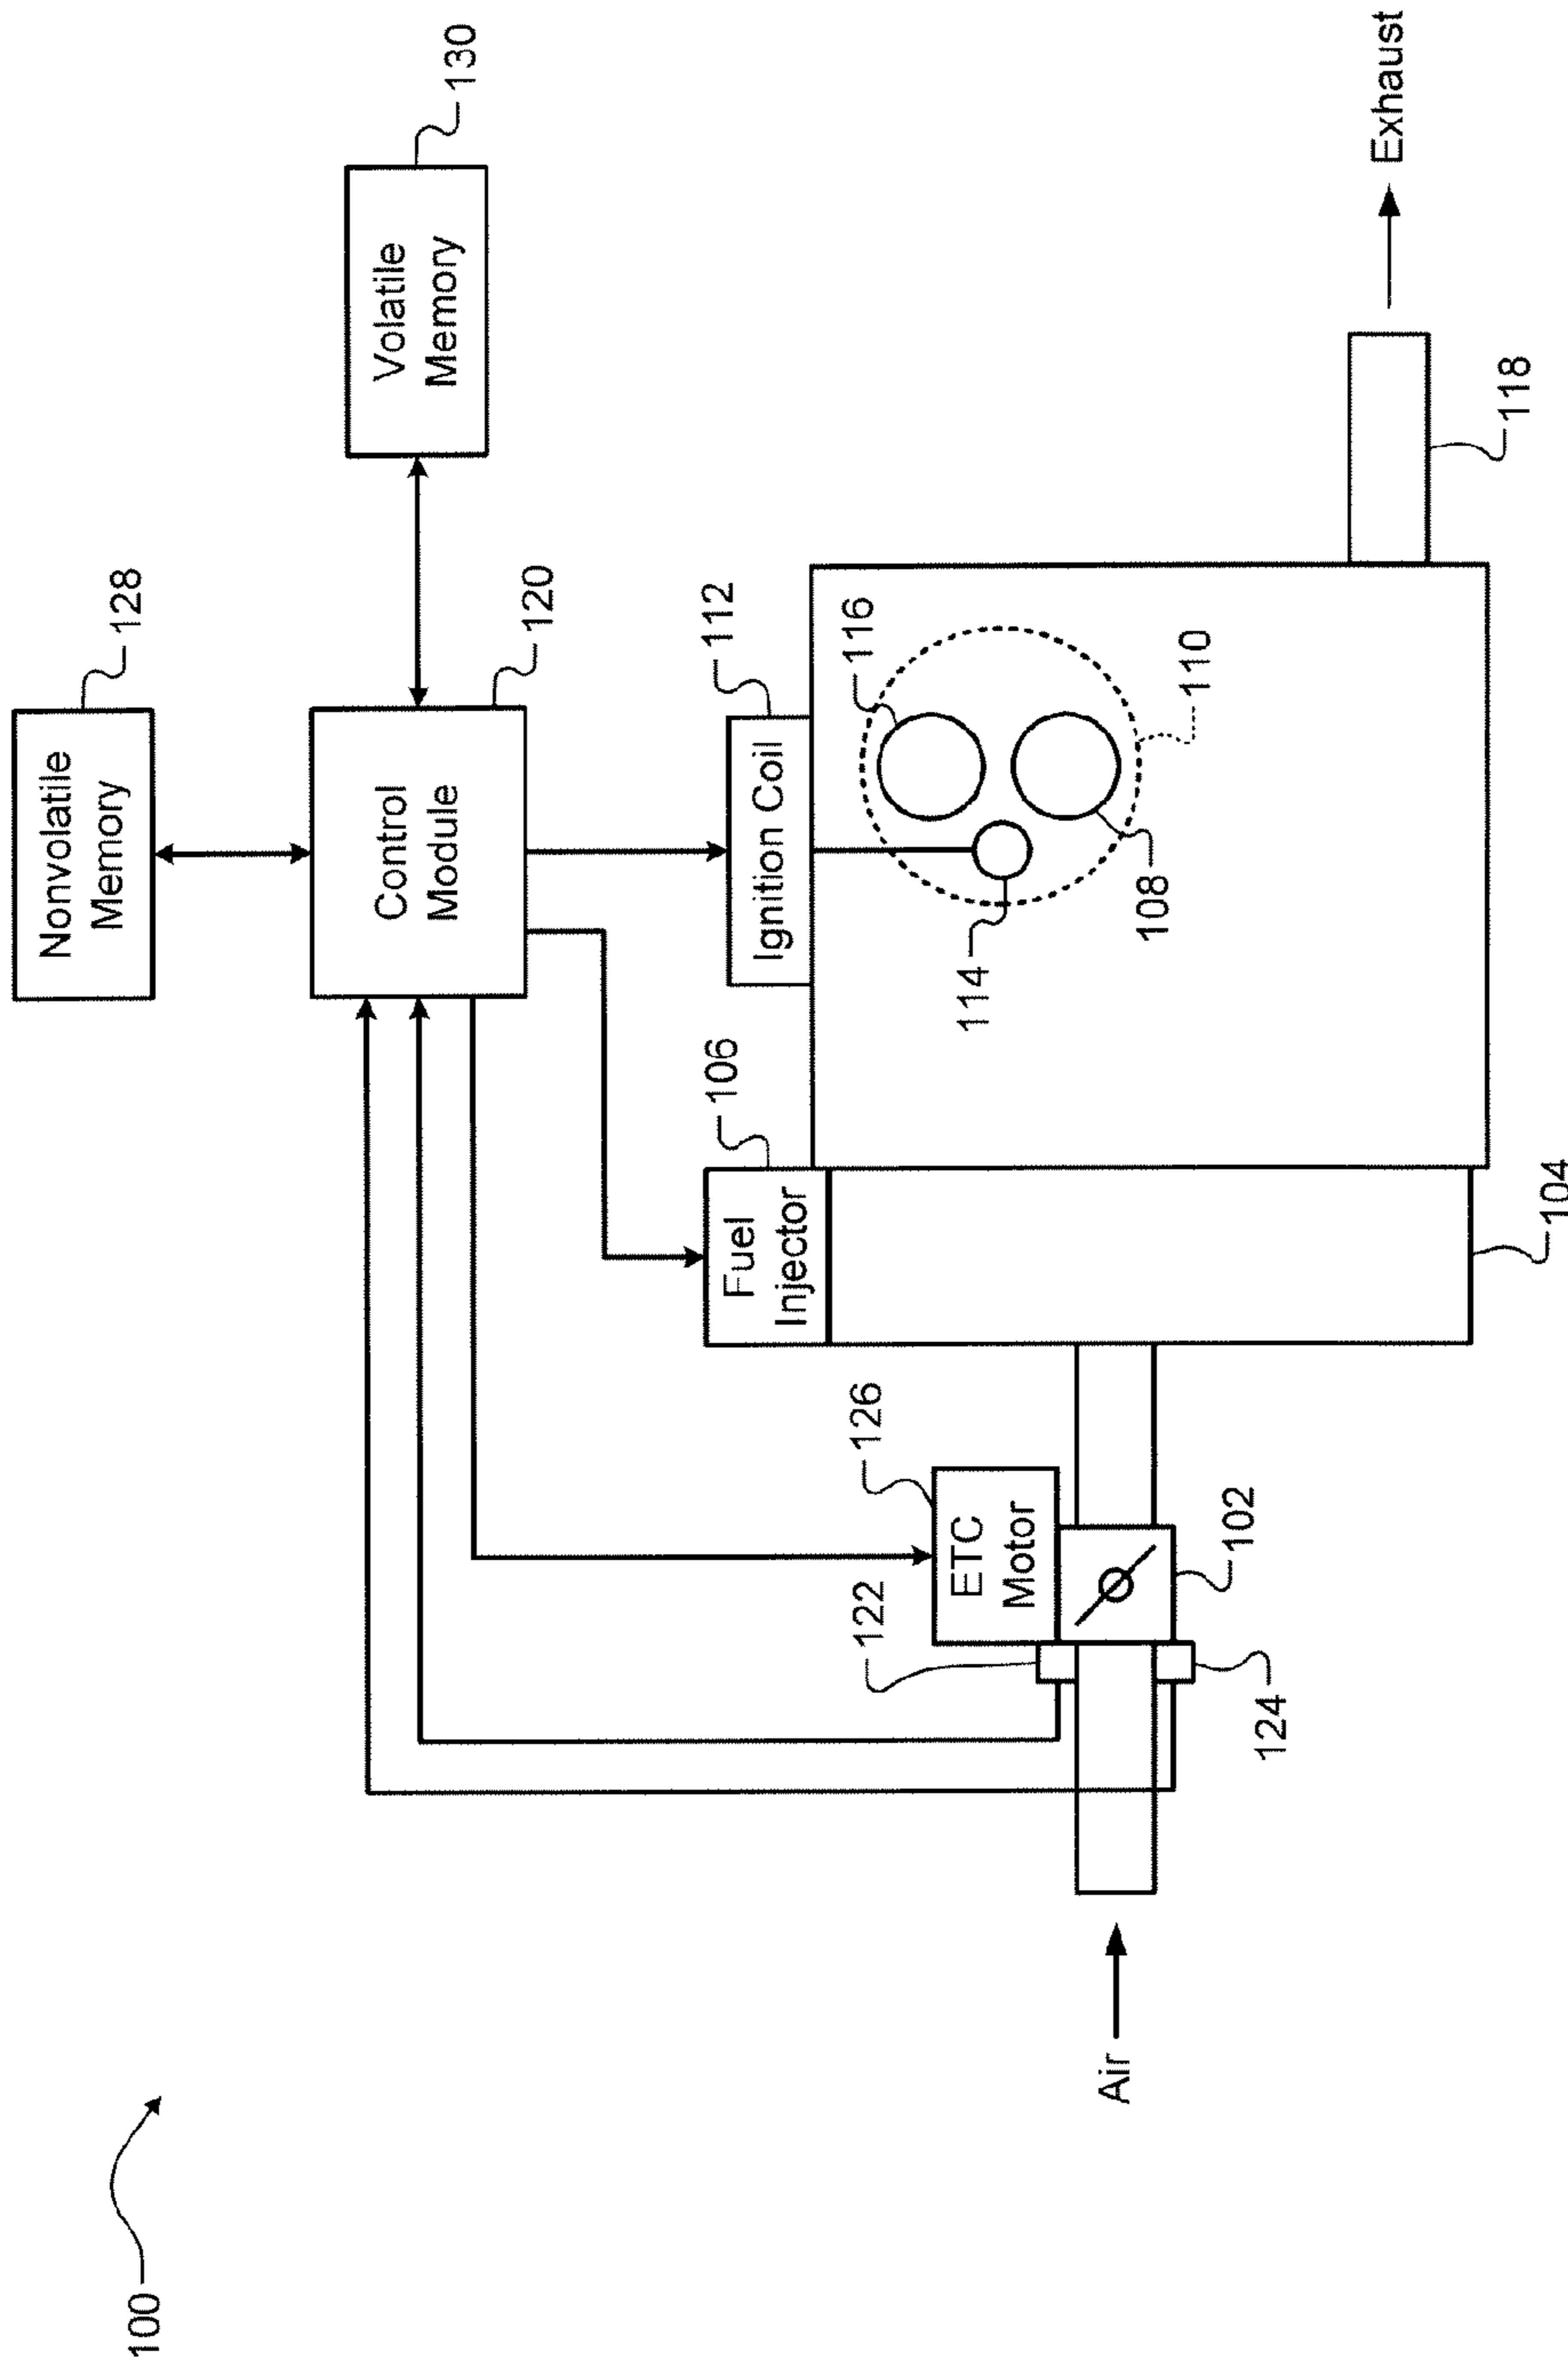 100
Nonvolatile
Memory
128
Control
Module
120
Volatile
Memory
130
Fuel
Injector
106
Ignition Coil
112
116
114
108
110
ETC
Motor
126
122
102
124
104
118
Air
Exhaust